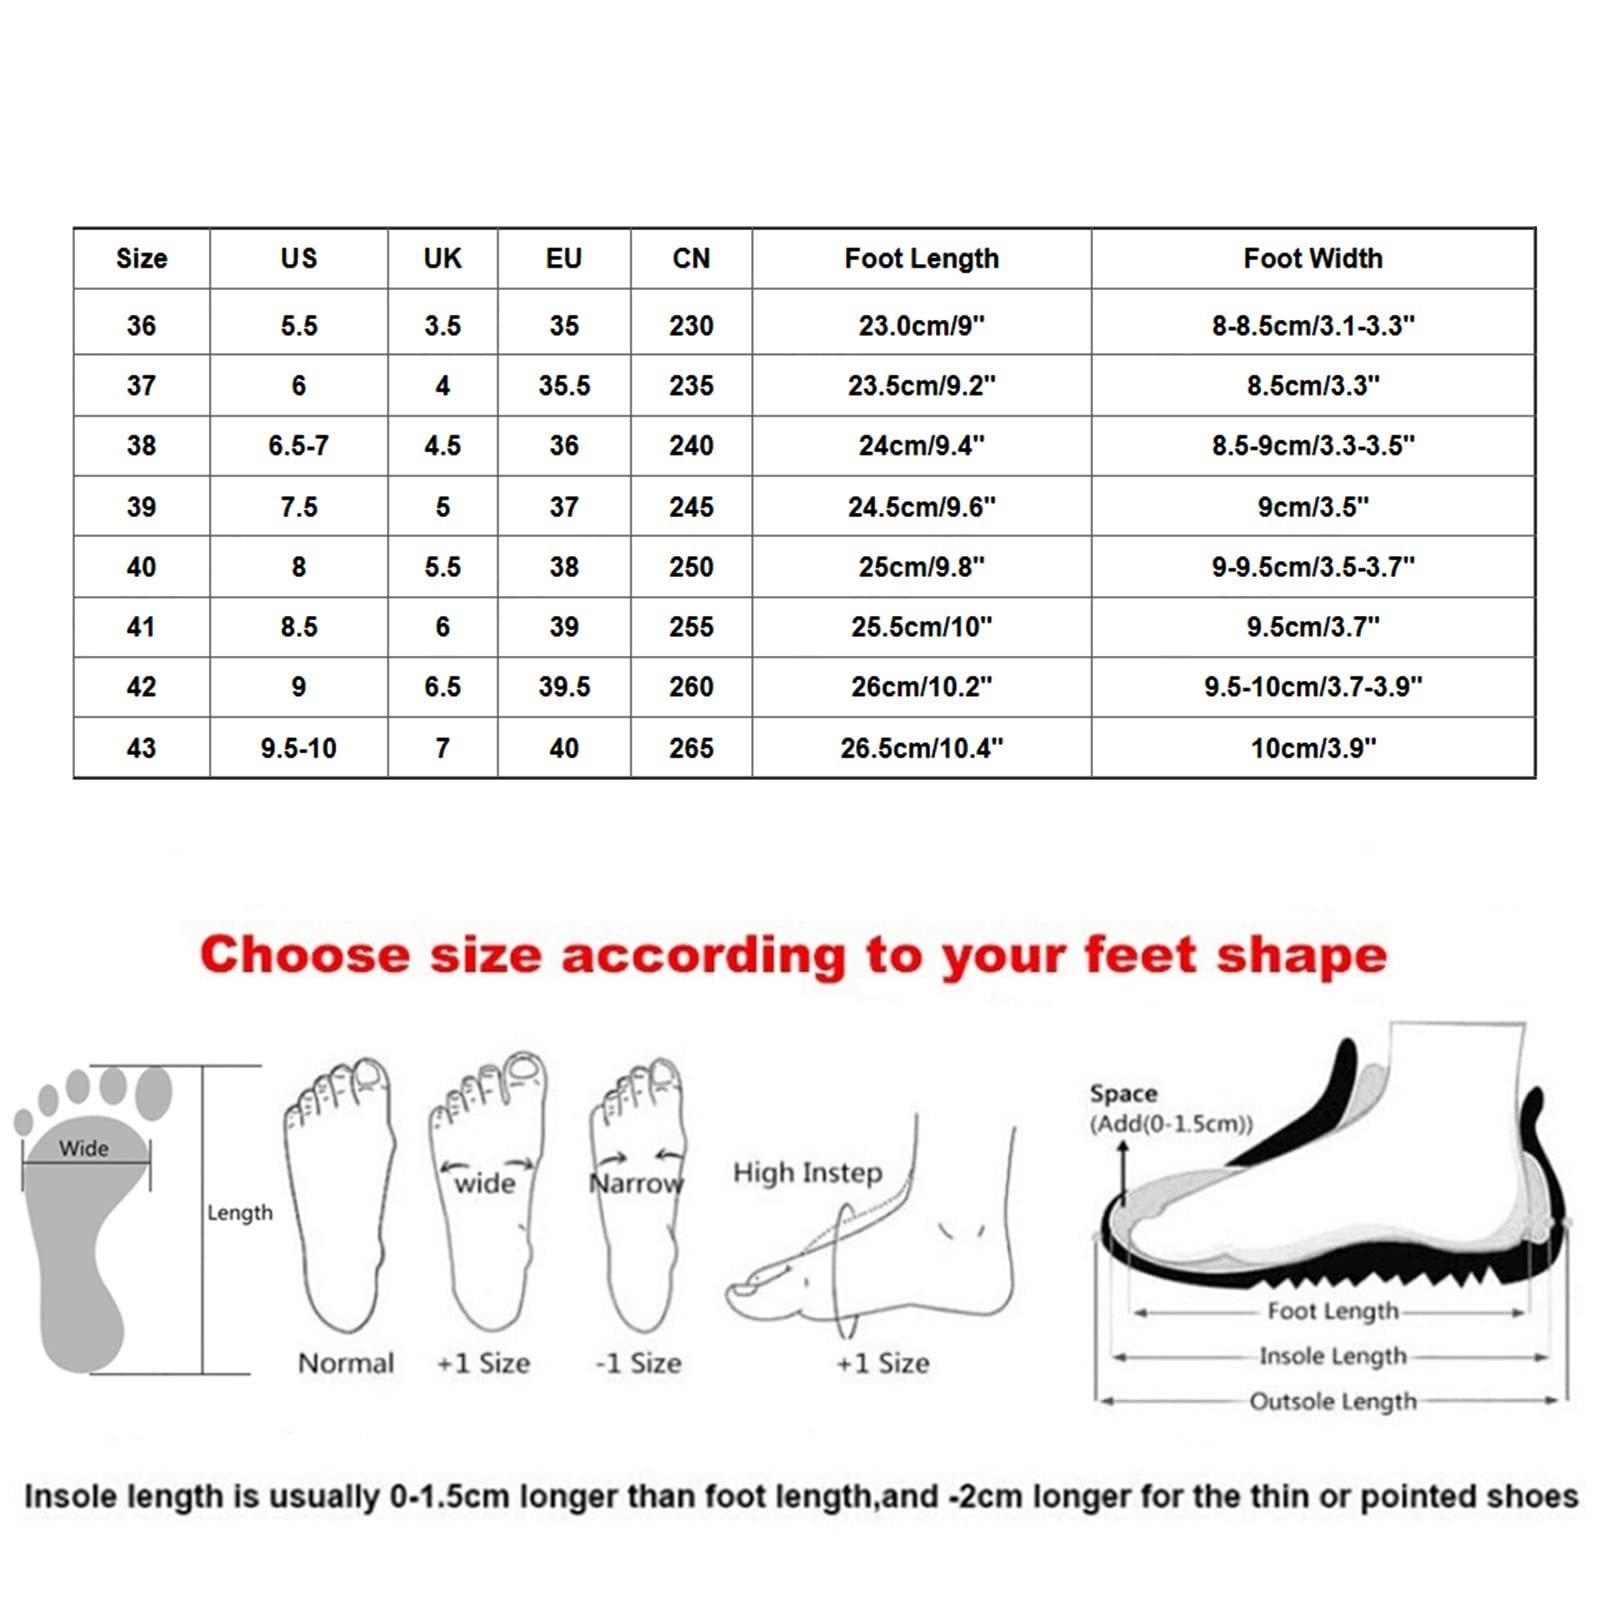 Size US UK EU CN Foot Length Foot Width
36 5.5 3.5 35 230 23.0cm/9" 8-8.5cm/3.1-3.3"
37 6 4 35.5 235 23.5cm/9.2" 8.5cm/3.3"
38 6.5-7 4.5 36 240 24cm/9.4" 8.5-9cm/3.3-3.5"
39 7.5 5 37 245 24.5cm/9.6" 9cm/3.5"
40 8 5.5 38 250 25cm/9.8" 9-9.5cm/3.5-3.7"
41 8.5 6 39 255 25.5cm/10" 9.5cm/3.7"
42 9 6.5 39.5 260 26cm/10.2" 9.5-10cm/3.7-3.9"
43 9.5-10 7 40 265 26.5cm/10.4" 10cm/3.9"
Choose size according to your feet shape
Wide
Length
Normal
wide
+1 Size
Narrow
-1 Size
High Instep
+1 Size
Space
(Add(0-1.5cm))
Foot Length
Insole Length
Outsole Length
Insole length is usually 0-1.5cm longer than foot length,and -2cm longer for the thin or pointed shoes